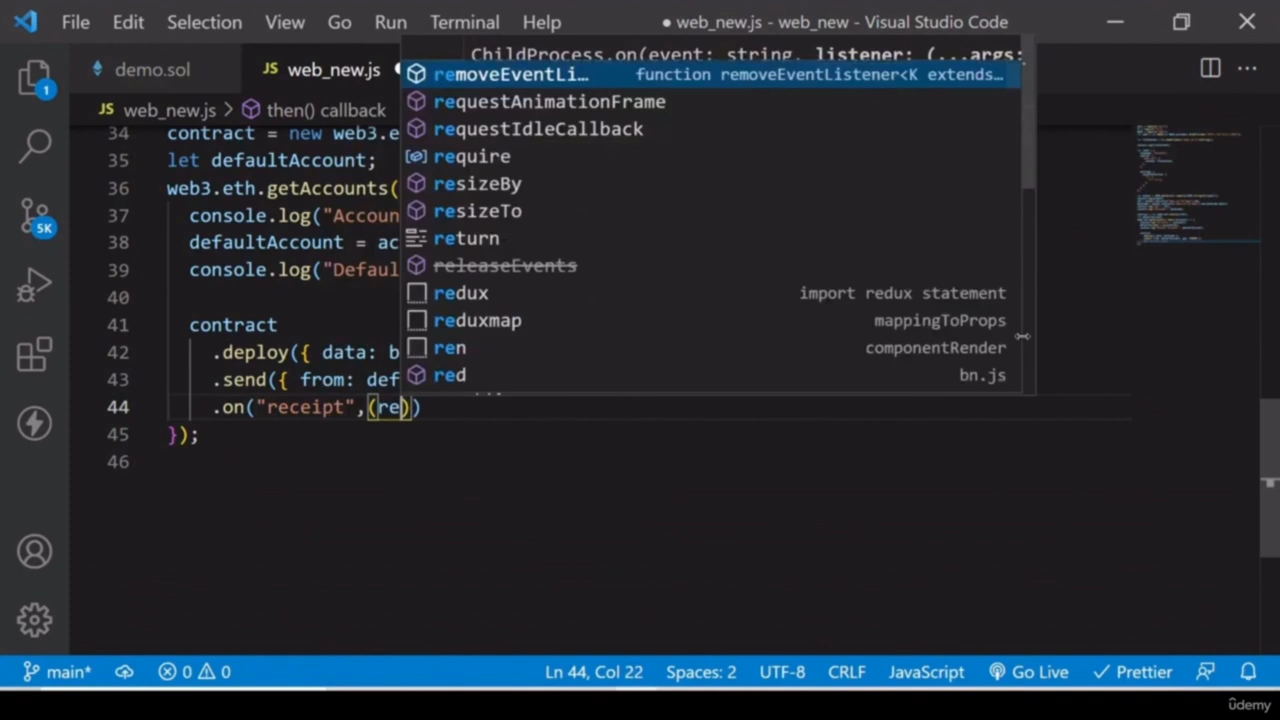 File Edit Selection View Go Run Terminal Help
● web_new.js - web_new - Visual Studio Code
demo.sol
JS web_new.js ●
ChildProcess.on(event: string, listener: (...args:
JS web_new.js > then() callback
removeEventLi… function removeEventListener<K extends…
requestAnimationFrame
requestIdleCallback
require
resizeBy
resizeTo
return
releaseEvents
redux import redux statement
reduxmap mappingToProps
ren componentRender
red bn.js
34 contract = new web3.e
35 let defaultAccount;
36 web3.eth.getAccounts(
37 console.log("Accoun
38 defaultAccount = ac
39 console.log("Defaul
40
41 contract
42 .deploy({ data: b
43 .send({ from: def
44 .on("receipt",(re))
45 });
46
1
5K
main* 0 0 Ln 44, Col 22 Spaces: 2 UTF-8 CRLF JavaScript Go Live Prettier
ûdemy